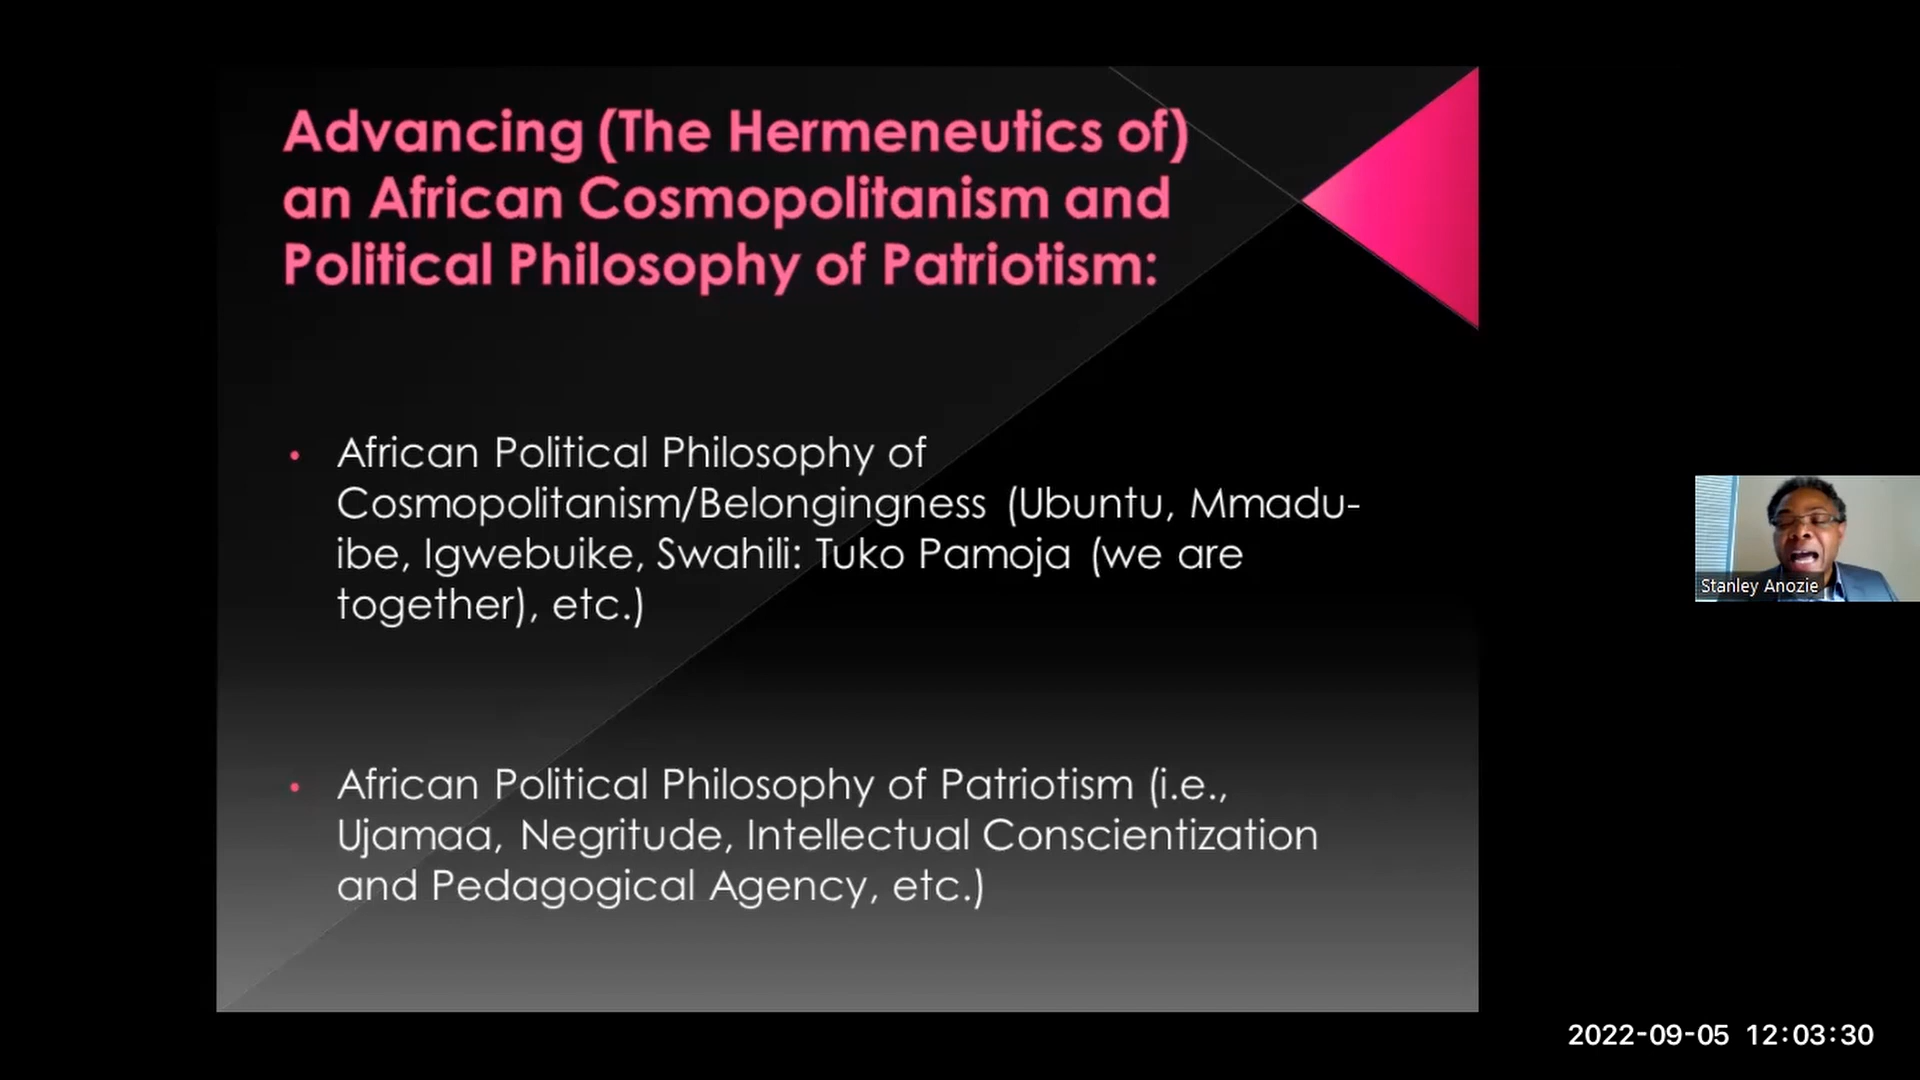 Advancing (The Hermeneutics of)
an African Cosmopolitanism and
Political Philosophy of Patriotism:
• African Political Philosophy of
Cosmopolitanism/Belongingness (Ubuntu, Mmadu-
ibe, Igwebuike, Swahili: Tuko Pamoja (we are
together), etc.)
• African Political Philosophy of Patriotism (i.e.,
Ujamaa, Negritude, Intellectual Conscientization
and Pedagogical Agency, etc.)
Stanley Anozie
2022-09-05 12:03:30